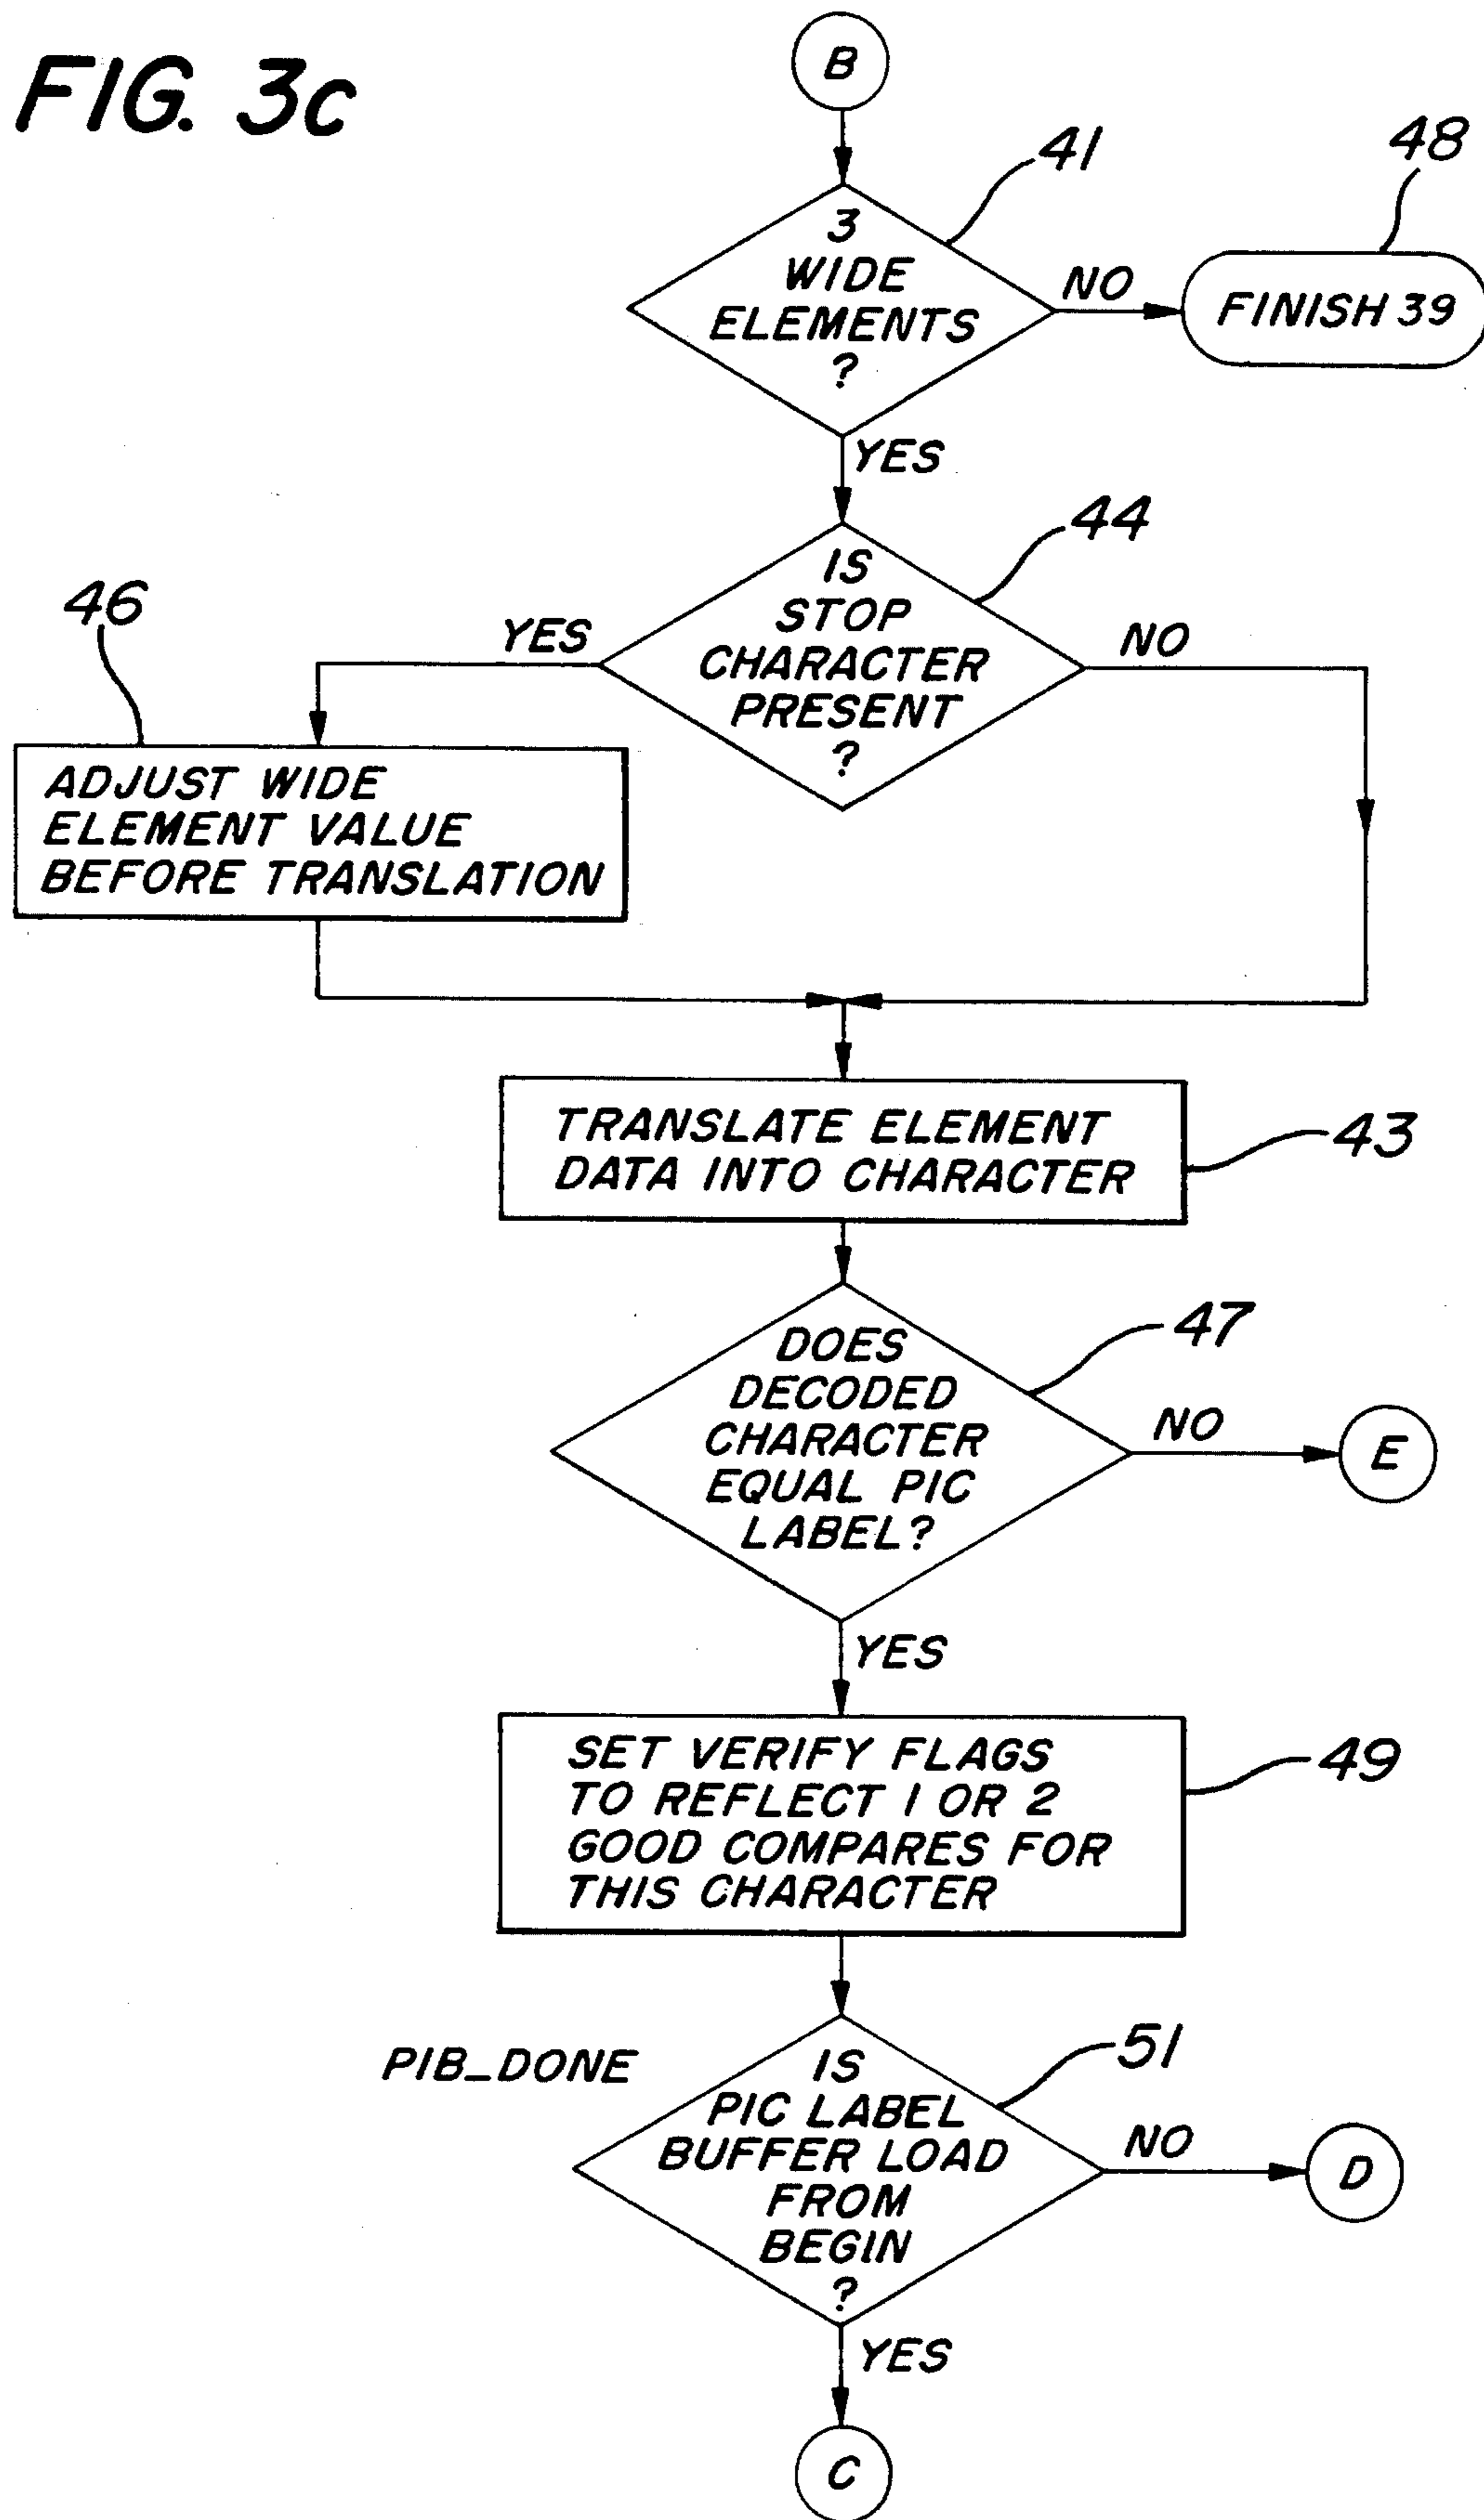 FIG. 3c
B
41
48
3
WIDE
ELEMENTS
?
NO
FINISH 39
YES
44
46
IS
STOP
CHARACTER
PRESENT
?
YES
NO
ADJUST WIDE
ELEMENT VALUE
BEFORE TRANSLATION
TRANSLATE ELEMENT
DATA INTO CHARACTER
43
47
DOES
DECODED
CHARACTER
EQUAL PIC
LABEL?
NO
E
YES
SET VERIFY FLAGS
TO REFLECT 1 OR 2
GOOD COMPARES FOR
THIS CHARACTER
49
PIB_DONE
51
IS
PIC LABEL
BUFFER LOAD
FROM
BEGIN
?
NO
D
YES
C